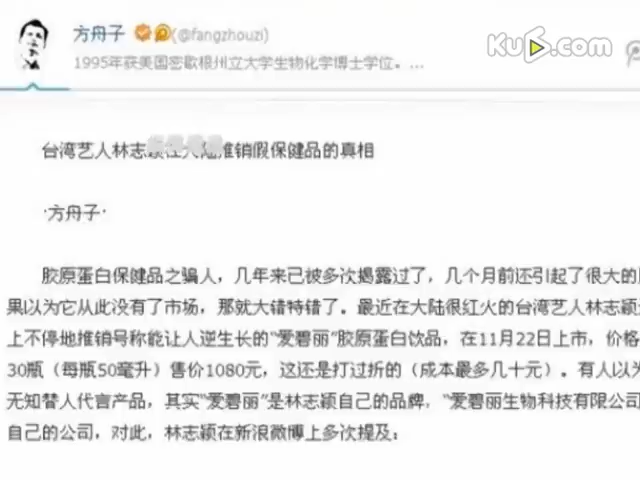 方舟子 (@fangzhouzi)
Ku6.com
1995年获美国密歇根州立大学生物化学博士学位。...
台湾艺人林志颖在大陆推销假保健品的真相
·方舟子·
胶原蛋白保健品之骗人，几年来已被多次揭露过了，几个月前还引起了很大的
果以为它从此没有了市场，那就大错特错了。最近在大陆很红火的台湾艺人林志颖
上不停地推销号称能让人逆生长的“爱碧丽”胶原蛋白饮品，在11月22日上市，价格
30瓶（每瓶50毫升）售价1080元，这还是打过折的（成本最多几十元）。有人以为
无知替人代言产品，其实“爱碧丽”是林志颖自己的品牌，“爱碧丽生物科技有限公司
自己的公司，对此，林志颖在新浪微博上多次提及：